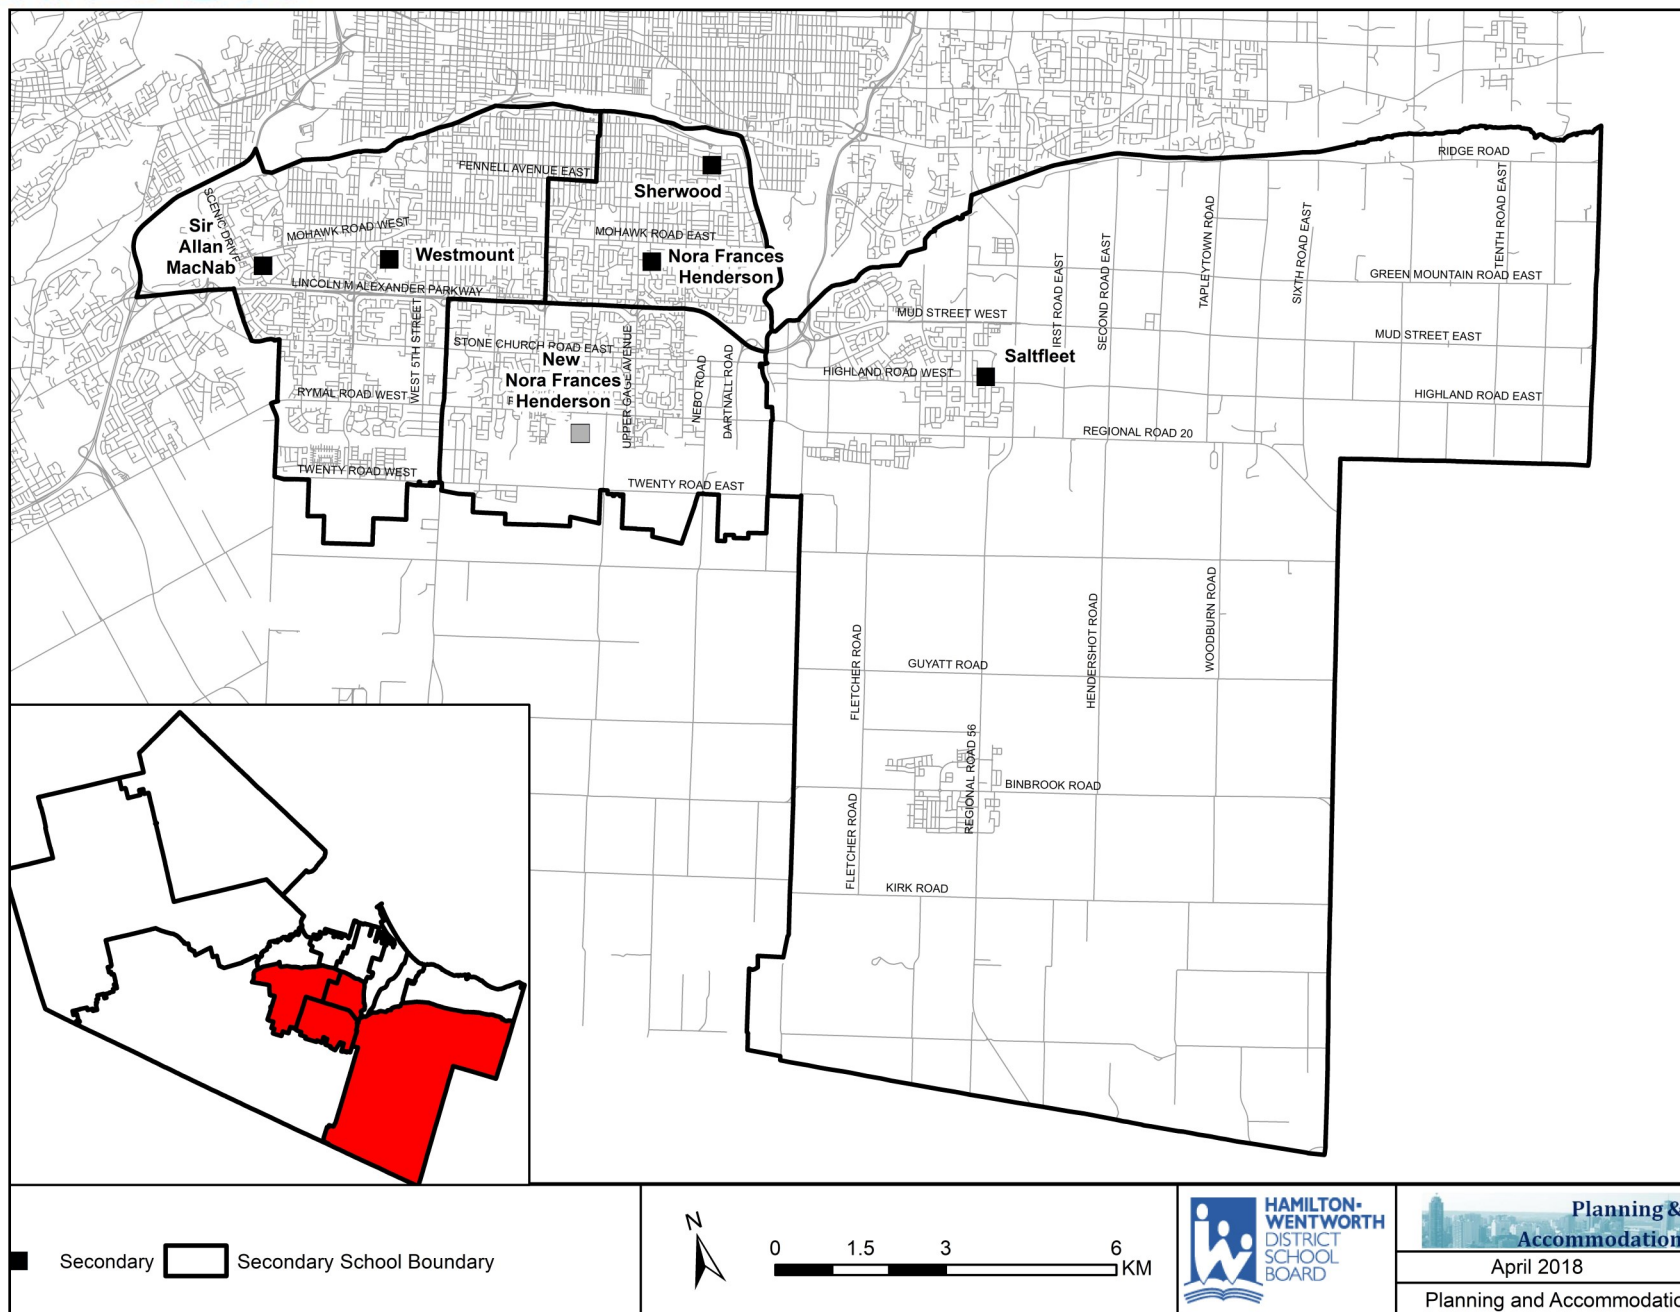 RIDGE ROAD
FENNELL AVENUE EAST
Sherwood
TENTH ROAD EAST
SCENIC DRIVE
TAPLEYTOWN ROAD
SIXTH ROAD EAST
Sir
Allan
MacNab
MOHAWK ROAD WEST
MOHAWK ROAD EAST
SECOND ROAD EAST
Westmount
Nora Frances
Henderson
IRST ROAD EAST
GREEN MOUNTAIN ROAD EAST
LINCOLN M ALEXANDER PARKWAY
MUD STREET WEST
WEST 5TH STREET
MUD STREET EAST
STONE CHURCH ROAD EAST
UPPER GAGE AVENUE
NEBO ROAD
DARTNALL ROAD
New
Nora Frances
Henderson
Saltfleet
HIGHLAND ROAD WEST
RYMAL ROAD WEST
HIGHLAND ROAD EAST
REGIONAL ROAD 20
TWENTY ROAD WEST
TWENTY ROAD EAST
FLETCHER ROAD
HENDERSHOT ROAD
WOODBURN ROAD
GUYATT ROAD
REGIONAL ROAD 56
BINBROOK ROAD
FLETCHER ROAD
KIRK ROAD
Secondary
Secondary School Boundary
N
0 1.5 3 6
KM
HAMILTON-
WENTWORTH
DISTRICT
SCHOOL
BOARD
Planning &
Accommodation
April 2018
Planning and Accommodatio